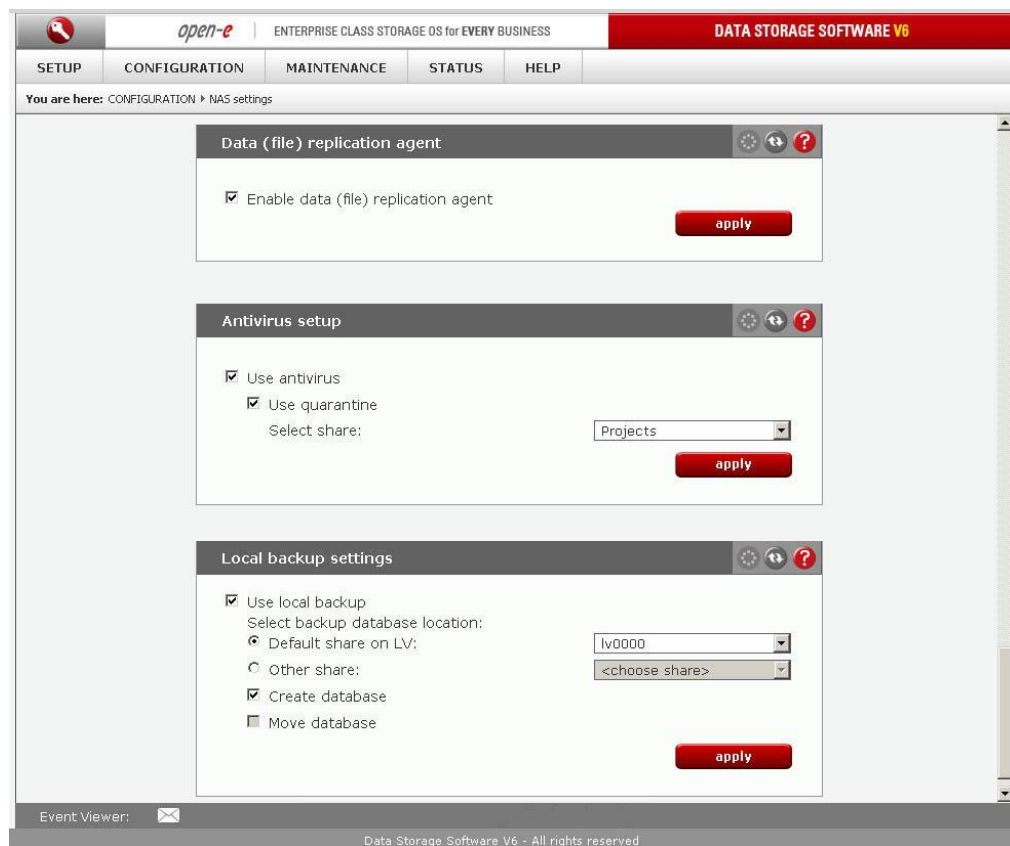 open-e ENTERPRISE CLASS STORAGE OS for EVERY BUSINESS DATA STORAGE SOFTWARE V6
SETUP CONFIGURATION MAINTENANCE STATUS HELP
You are here: CONFIGURATION NAS settings
Data (file) replication agent
?
Enable data (file) replication agent
apply
Antivirus setup
?
Use antivirus
Use quarantine
Select share: Projects
apply
Local backup settings
?
Use local backup
Select backup database location:
Default share on LV: lv0000
Other share: <choose share>
Create database
Move database
apply
Event Viewer:
Data Storage Software V6 - All rights reserved